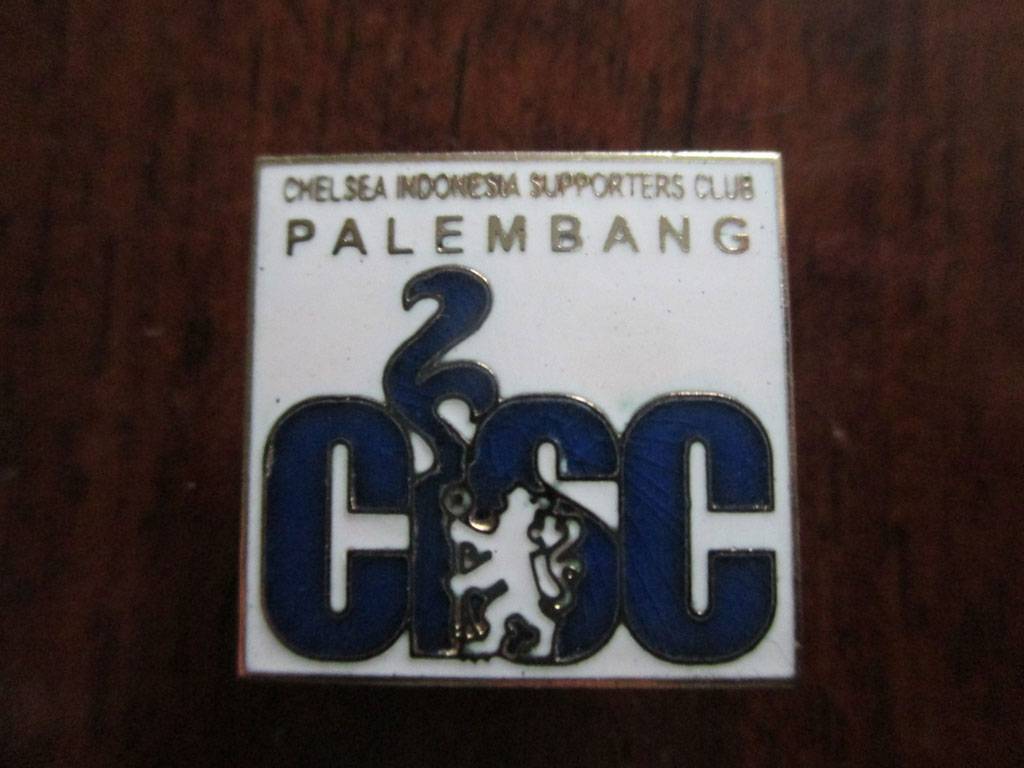 CHELSEA INDONESIA SUPPORTERS CLUB
PALEMBANG
CISC